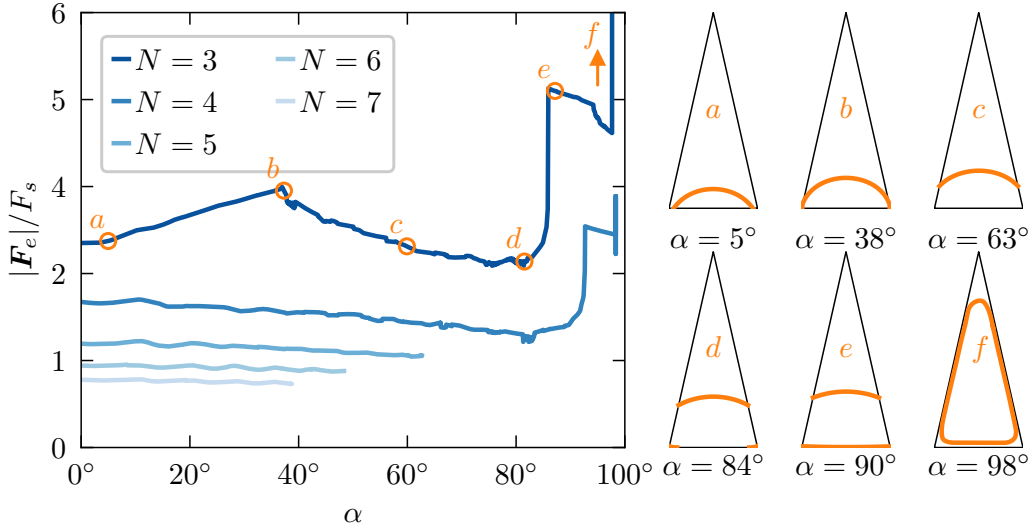 6
5
4
2
1
0
|F_e|/F_s
N = 3
N = 4
N = 5
N = 6
N = 7
a
b
c
d
e
f
0° 20° 40° 60° 80° 100°
α
a b c
α = 5° α = 38° α = 63°
d e f
α = 84° α = 90° α = 98°